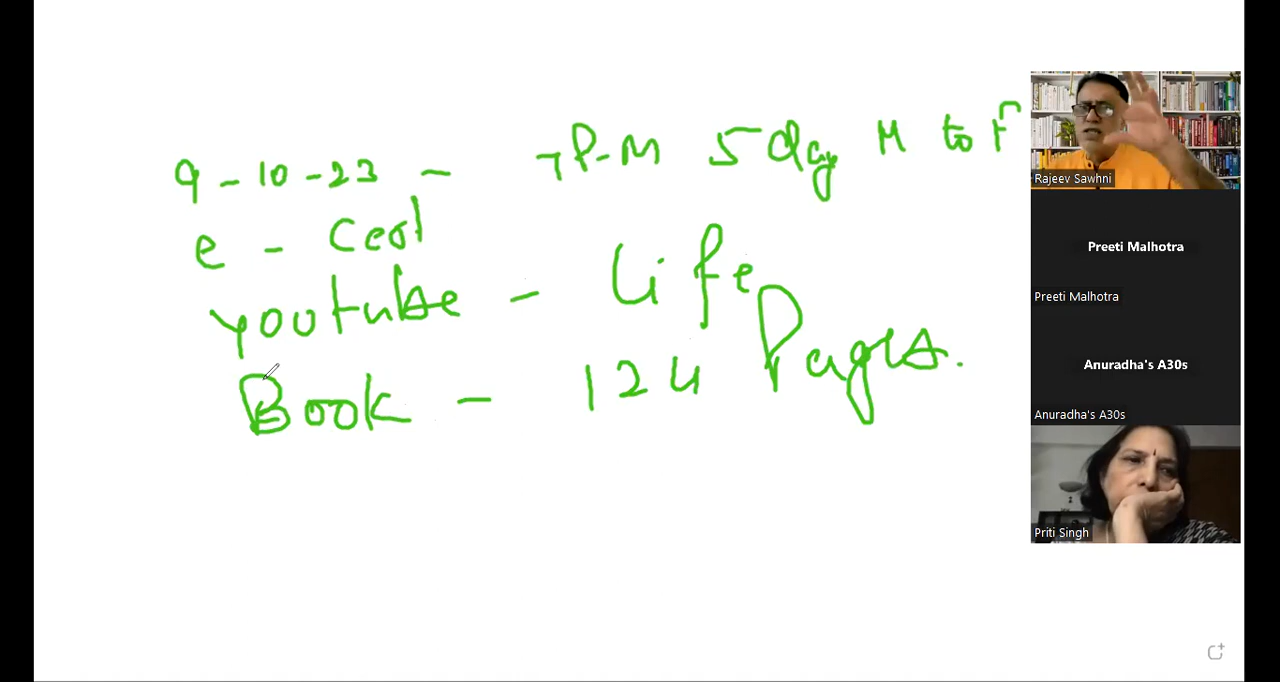 9-10-23 - 7P-M 5 day M to F
e - Cert
Youtube - Life
Book - 124 Pages.
Rajeev Sawhni
Preeti Malhotra
Preeti Malhotra
Anuradha's A30s
Anuradha's A30s
Priti Singh